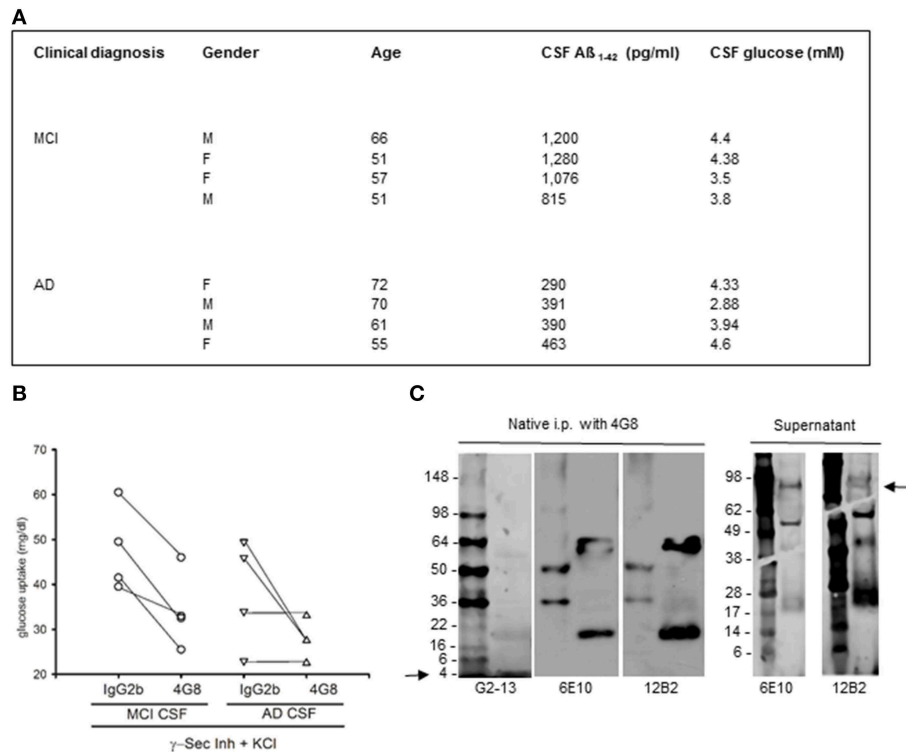 A
Clinical diagnosis Gender Age CSF Aß 1-42 (pg/ml) CSF glucose (mM)
MCI M 66 1,200 4.4
F 51 1,280 4.38
F 57 1,076 3.5
M 51 815 3.8
AD F 72 290 4.33
M 70 391 2.88
M 61 390 3.94
F 55 463 4.6
B
glucose uptake (mg/dl)
70
60
50
40
30
20
IgG2b 4G8 IgG2b 4G8
MCI CSF AD CSF
γ–Sec Inh + KCl
C
Native i.p. with 4G8
148 -
98 -
64 -
50 -
36 -
22 -
16 -
6 -
4 -
G2-13 6E10 12B2
Supernatant
98 -
62 -
49 -
38 -
28 -
17 -
14 -
6 -
6E10 12B2